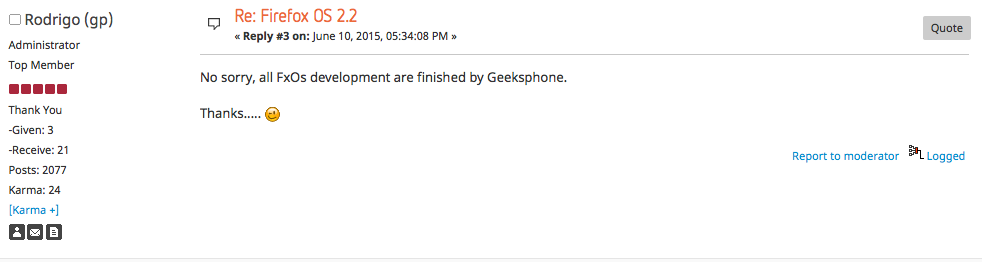 Rodrigo (gp)
Administrator
Top Member
Thank You
-Given: 3
-Receive: 21
Posts: 2077
Karma: 24
[Karma +]
Re: Firefox OS 2.2
« Reply #3 on: June 10, 2015, 05:34:08 PM »
Quote
No sorry, all FxOs development are finished by Geeksphone.
Thanks.....
Report to moderator Logged